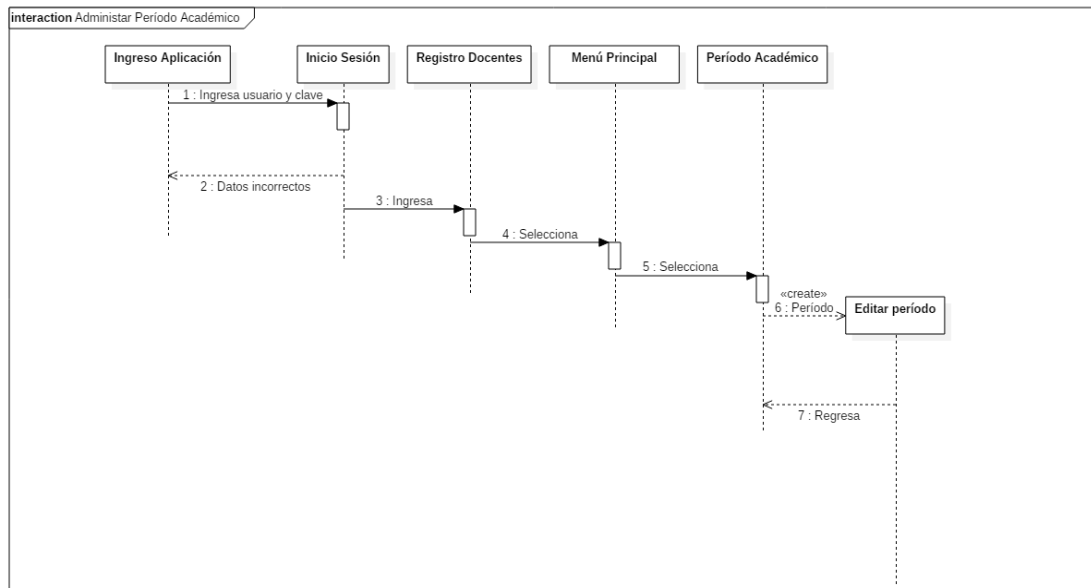 interaction Administar Período Académico
Ingreso Aplicación
Inicio Sesión
Registro Docentes
Menú Principal
Período Académico
1 : Ingresa usuario y clave
2 : Datos incorrectos
3 : Ingresa
4 : Selecciona
5 : Selecciona
«create»
6 : Período
Editar período
7 : Regresa